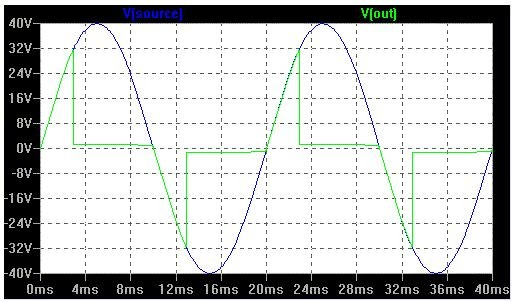 V(source) V(out)
40V
32V
24V
16V
8V
0V
-8V
-16V
-24V
-32V
-40V
0ms 4ms 8ms 12ms 16ms 20ms 24ms 28ms 32ms 36ms 40ms